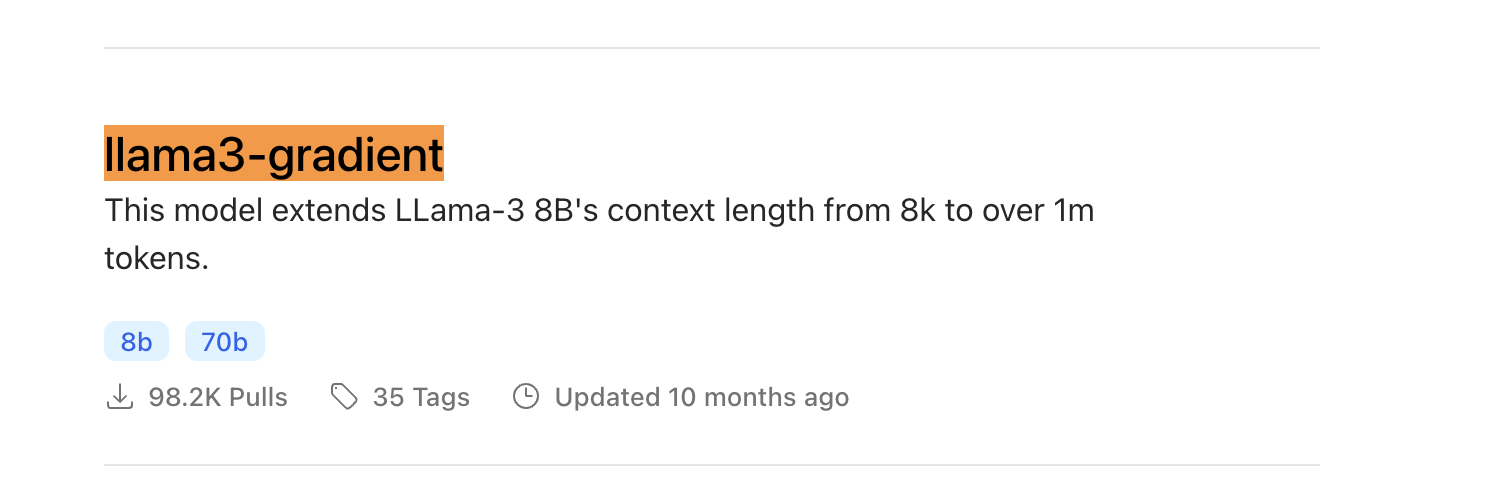 llama3-gradient
This model extends LLama-3 8B's context length from 8k to over 1m
tokens.
8b 70b
98.2K Pulls 35 Tags Updated 10 months ago